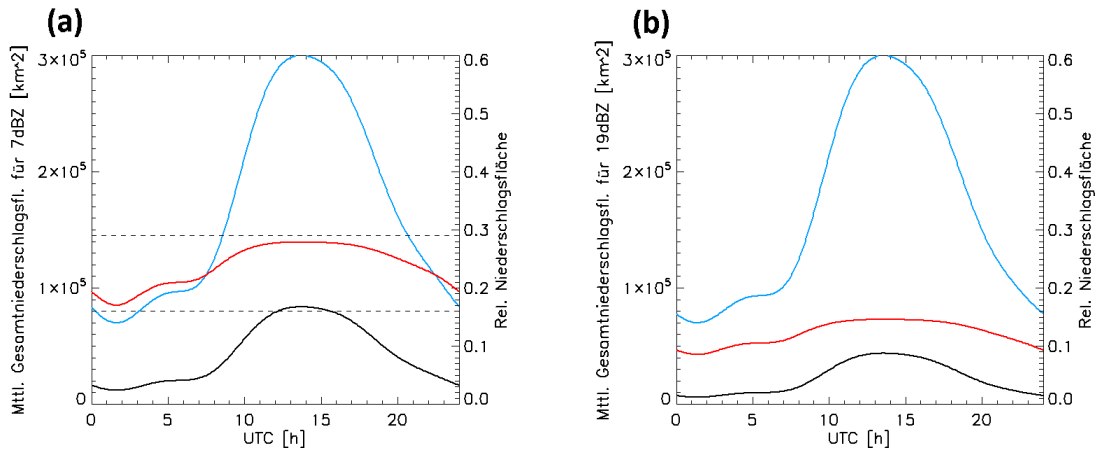 (a)
Mttl. Gesamtniederschlagsfl. für 7dBZ [km^2]
3×10⁵
2×10⁵
1×10⁵
0
0.6
0.5
0.4
0.3
0.2
0.1
0.0
Rel. Niederschlagsfläche
0 5 10 15 20
UTC [h]
(b)
Mttl. Gesamtniederschlagsfl. für 19dBZ [km^2]
3×10⁵
2×10⁵
1×10⁵
0
0.6
0.5
0.4
0.3
0.2
0.1
0.0
Rel. Niederschlagsfläche
0 5 10 15 20
UTC [h]